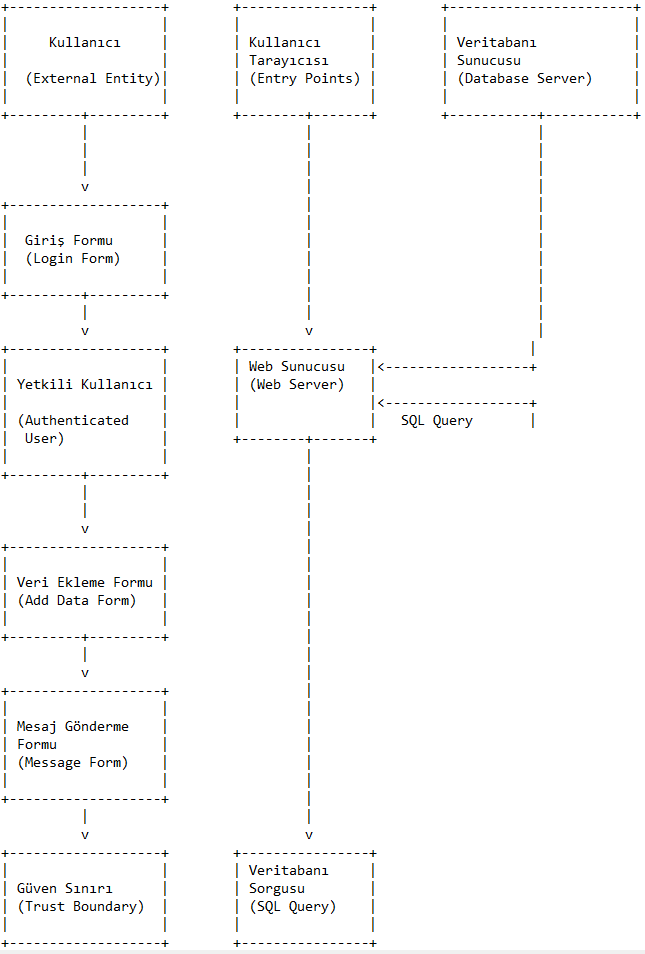 Kullanıcı
(External Entity)
Kullanıcı
Tarayıcısı
(Entry Points)
Veritabanı
Sunucusu
(Database Server)
v
Giriş Formu
(Login Form)
v
v
Yetkili Kullanıcı
(Authenticated
User)
Web Sunucusu
(Web Server)
SQL Query
v
Veri Ekleme Formu
(Add Data Form)
v
Mesaj Gönderme
Formu
(Message Form)
v
v
Güven Sınırı
(Trust Boundary)
Veritabanı
Sorgusu
(SQL Query)